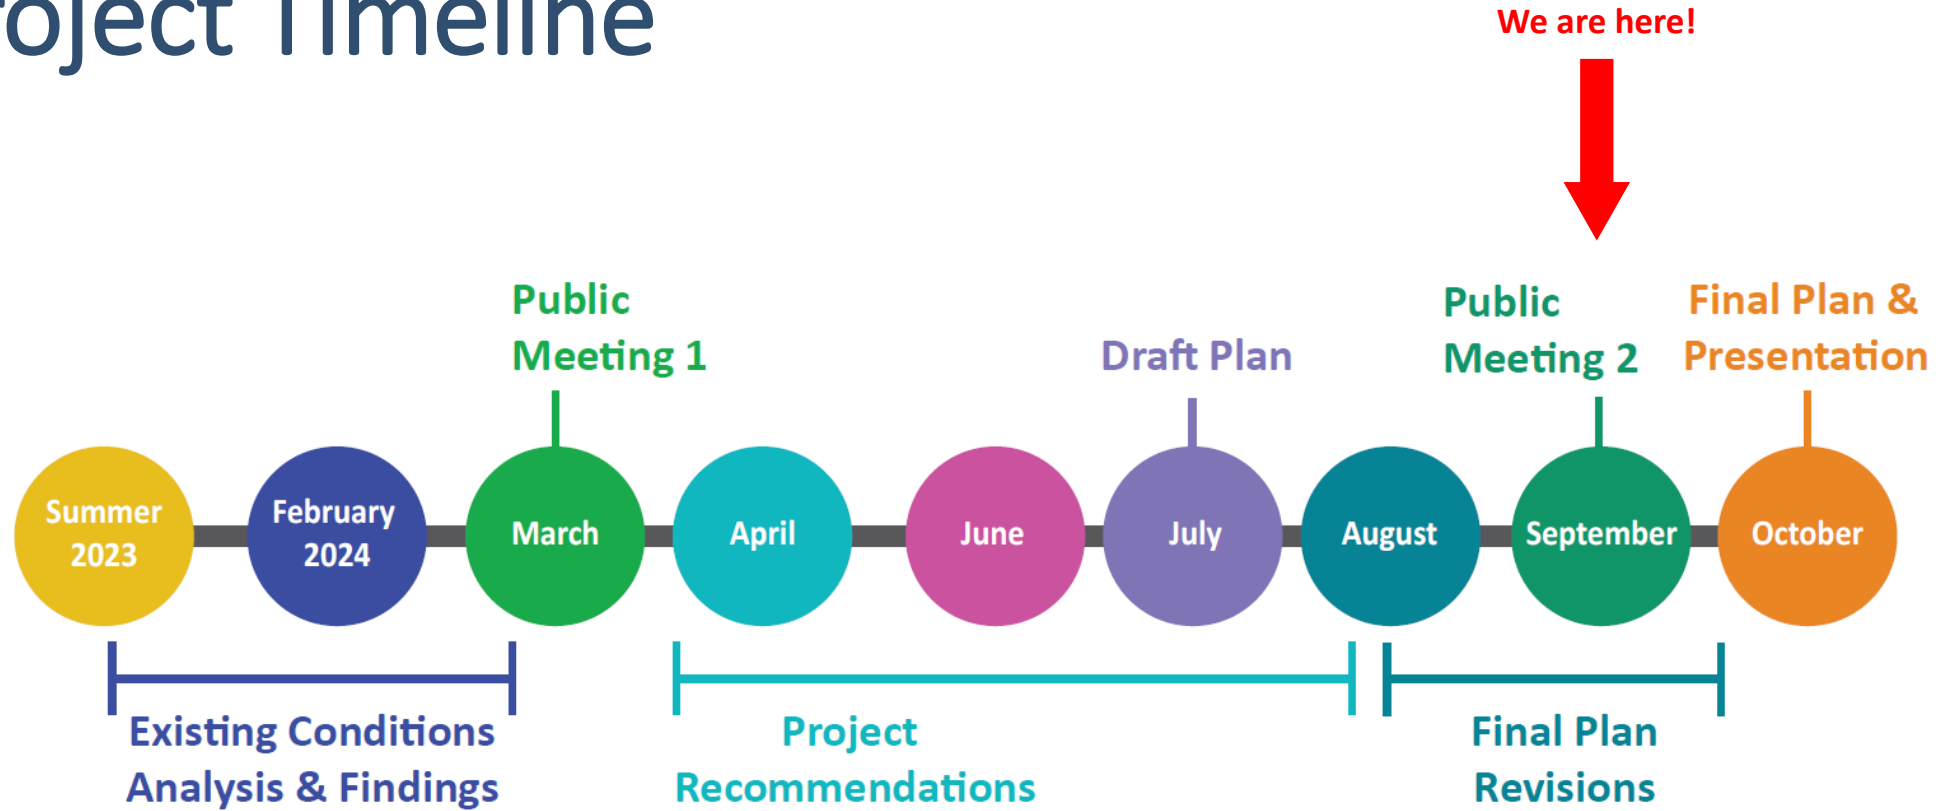 roject Timeline
We are here!
Public
Meeting 1
Draft Plan
Public
Meeting 2
Final Plan &
Presentation
Summer
2023
February
2024
March
April
June
July
August
September
October
Existing Conditions
Analysis & Findings
Project
Recommendations
Final Plan
Revisions